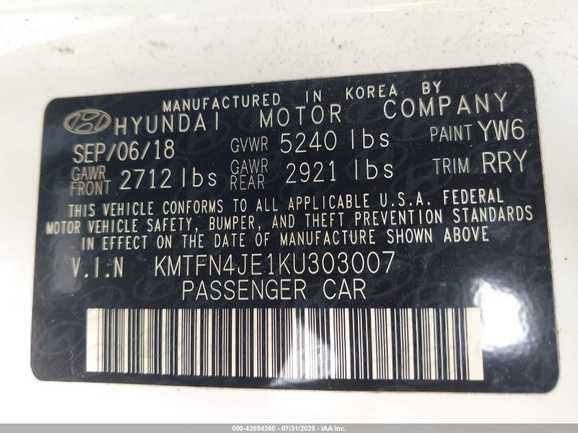 MANUFACTURED IN KOREA BY
HYUNDAI MOTOR COMPANY
SEP/06/18 GVWR 5240 lbs PAINT YW6
GAWR FRONT 2712 lbs GAWR REAR 2921 lbs TRIM RRY
THIS VEHICLE CONFORMS TO ALL APPLICABLE U.S.A. FEDERAL
MOTOR VEHICLE SAFETY, BUMPER, AND THEFT PREVENTION STANDARDS
IN EFFECT ON THE DATE OF MANUFACTURE SHOWN ABOVE
V.I.N KMTFN4JE1KU303007
PASSENGER CAR
000-42094360 - 07/31/2025 - IAA Inc.